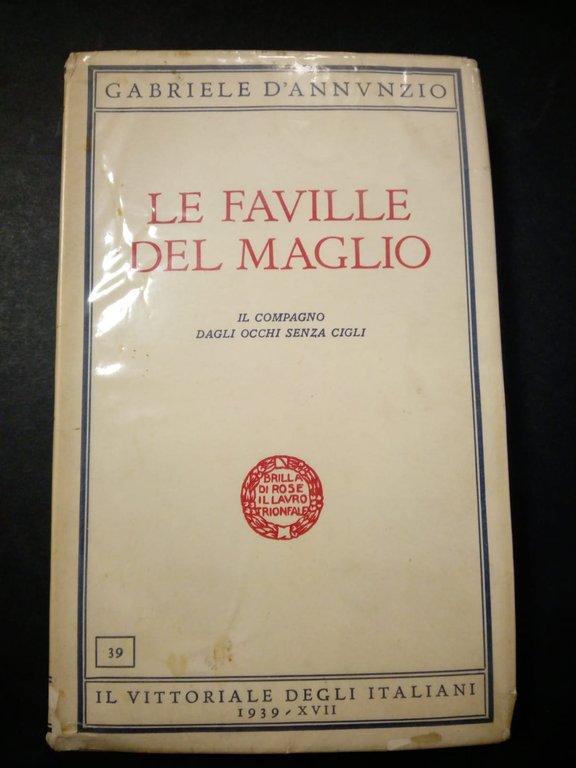 GABRIELE D'ANNVNZIO
LE FAVILLE
DEL MAGLIO
IL COMPAGNO
DAGLI OCCHI SENZA CIGLI
BRILLA
DI ROSE
IL LAVRO
TRIONFALE
39
IL VITTORIALE DEGLI ITALIANI
1939 - XVII